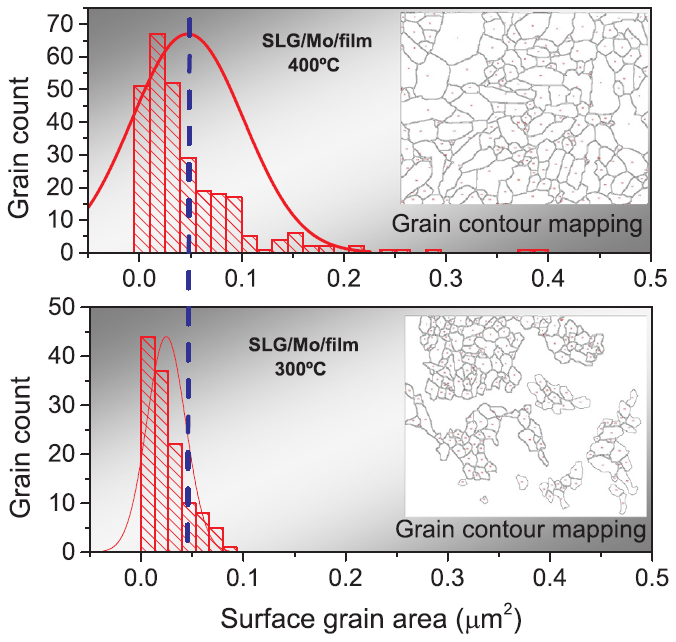 70
60
50
40
30
20
10
0
Grain count
SLG/Mo/film
400ºC
Grain contour mapping
0.0 0.1 0.2 0.3 0.4 0.5
50
40
30
20
10
0
Grain count
SLG/Mo/film
300ºC
Grain contour mapping
0.0 0.1 0.2 0.3 0.4 0.5
Surface grain area (μm²)